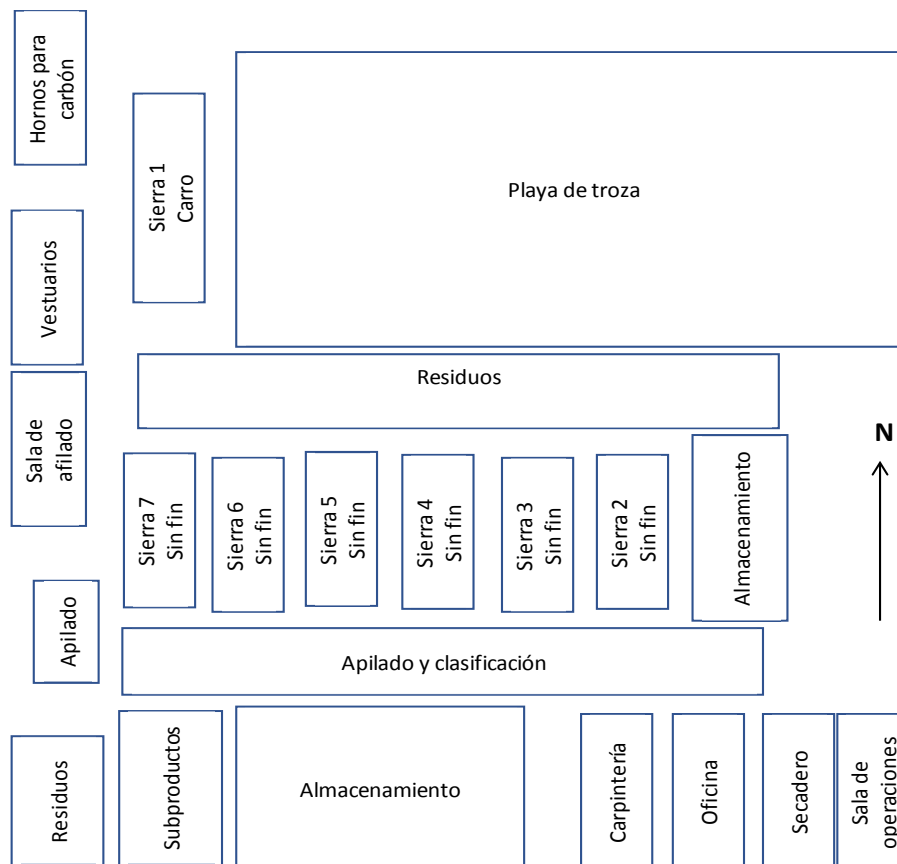 Hornos para
carbón
Sierra 1
Carro
Playa de troza
Vestuarios
Residuos
Sala de
afilado
N
Sierra 7
Sin fin
Sierra 6
Sin fin
Sierra 5
Sin fin
Sierra 4
Sin fin
Sierra 3
Sin fin
Sierra 2
Sin fin
Almacenamiento
Apilado
Apilado y clasificación
Residuos
Subproductos
Almacenamiento
Carpintería
Oficina
Secadero
Sala de
operaciones